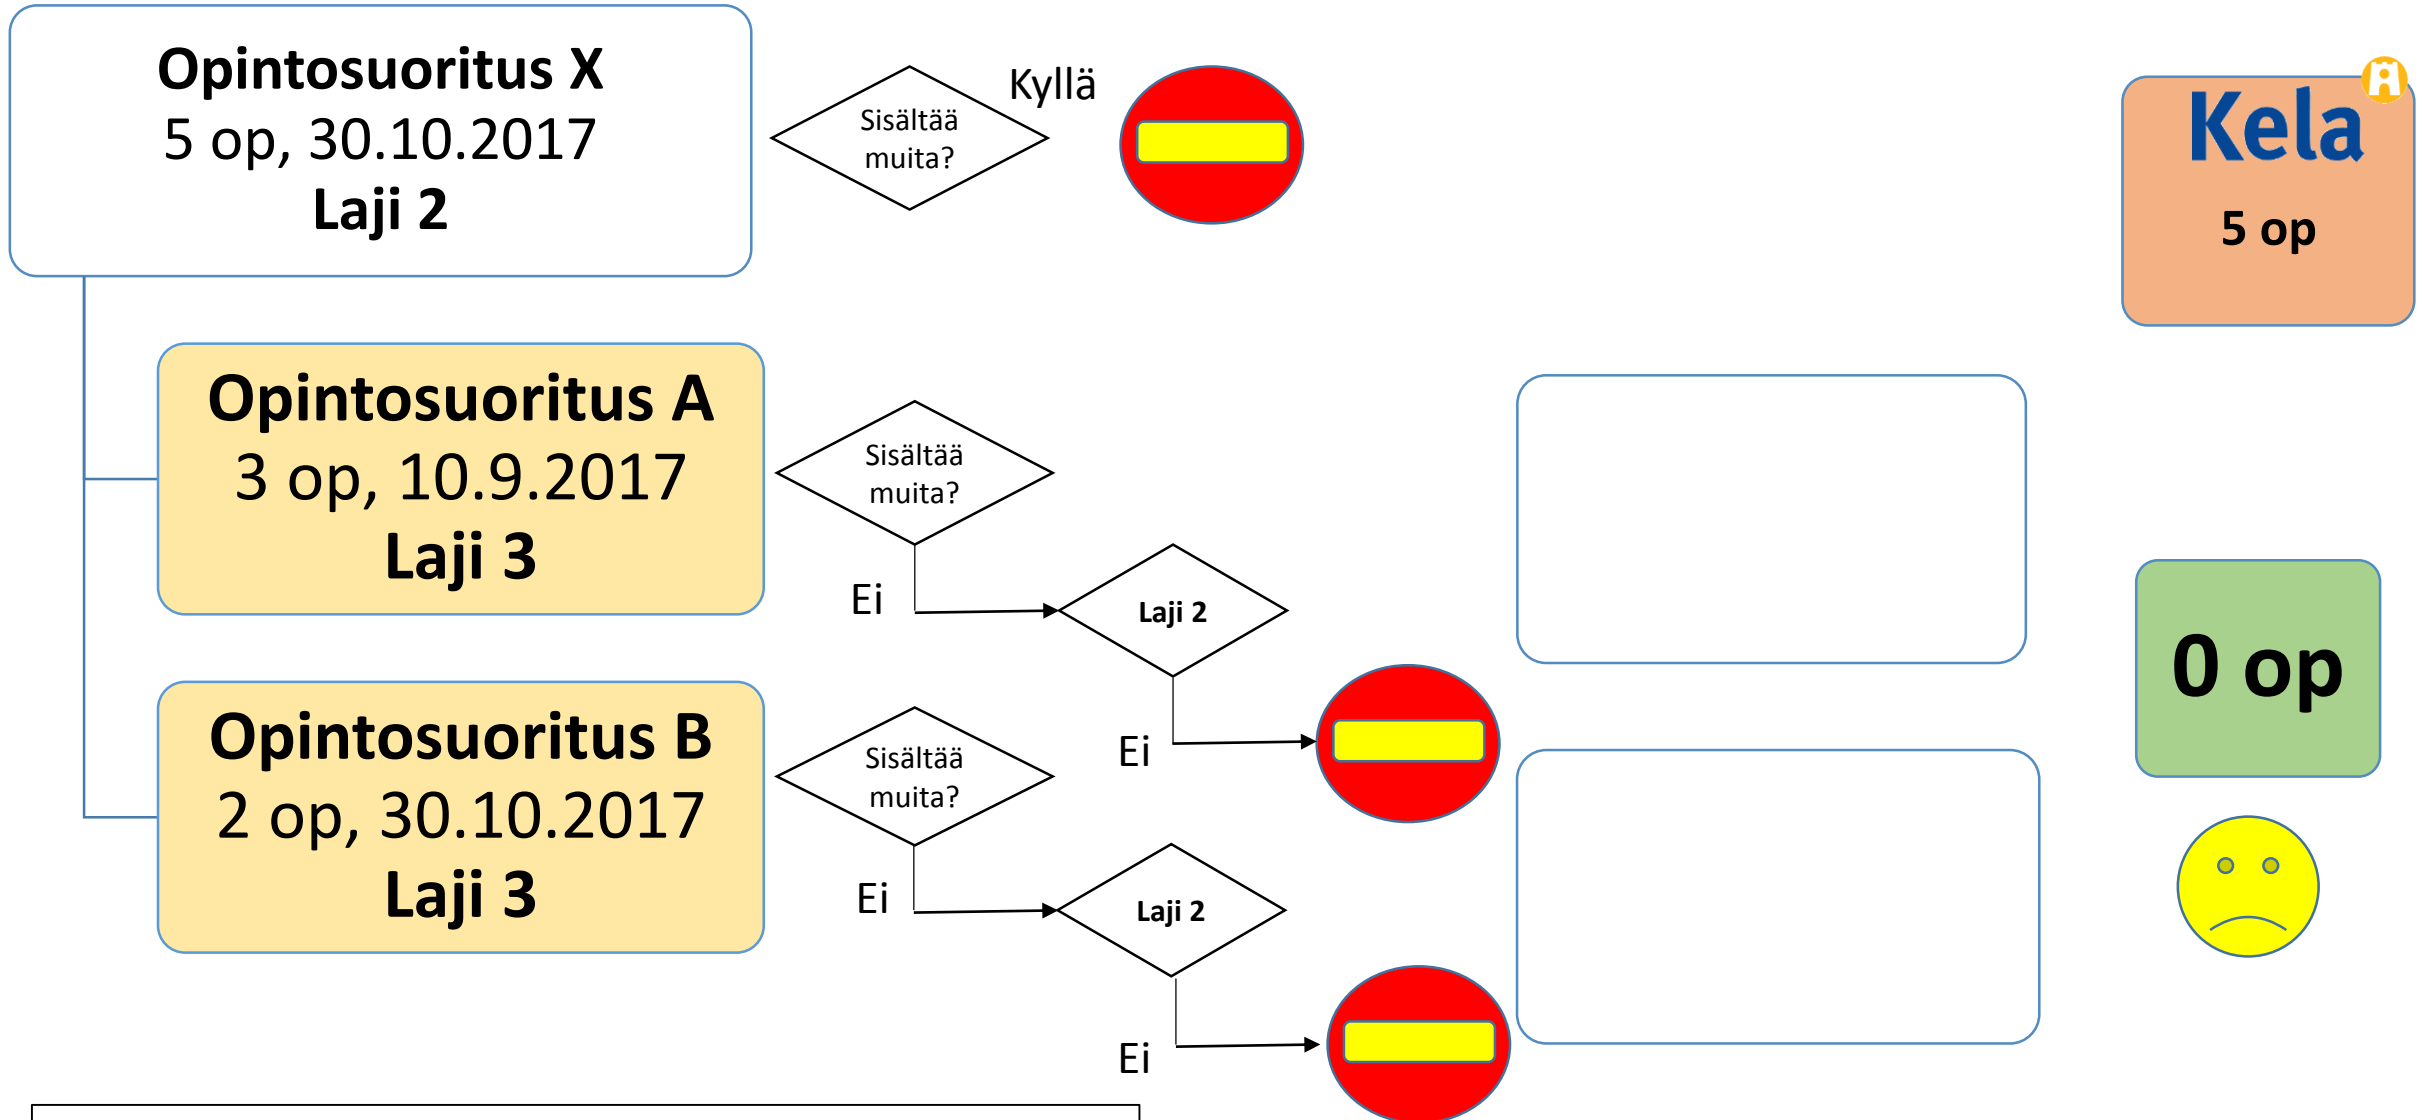 Opintosuoritus X
5 op, 30.10.2017
Laji 2
Sisältää
muita?
Kyllä
Kela
5 op
Opintosuoritus A
3 op, 10.9.2017
Laji 3
Sisältää
muita?
Ei
Laji 2
Ei
0 op
Opintosuoritus B
2 op, 30.10.2017
Laji 3
Sisältää
muita?
Ei
Laji 2
Ei